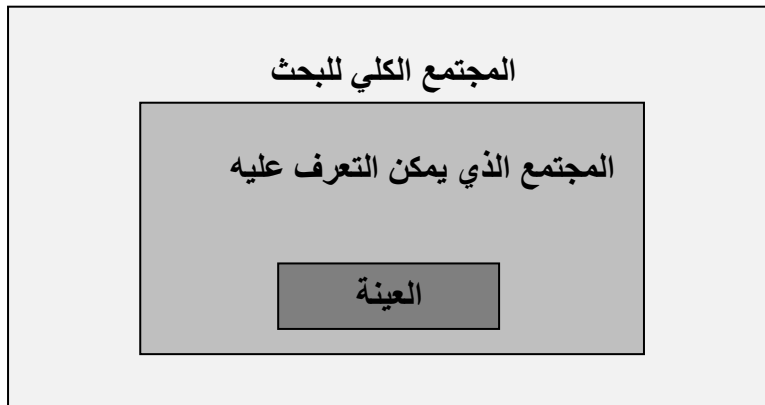 المجتمع الكلي للبحث
المجتمع الذي يمكن التعرف عليه
العينة